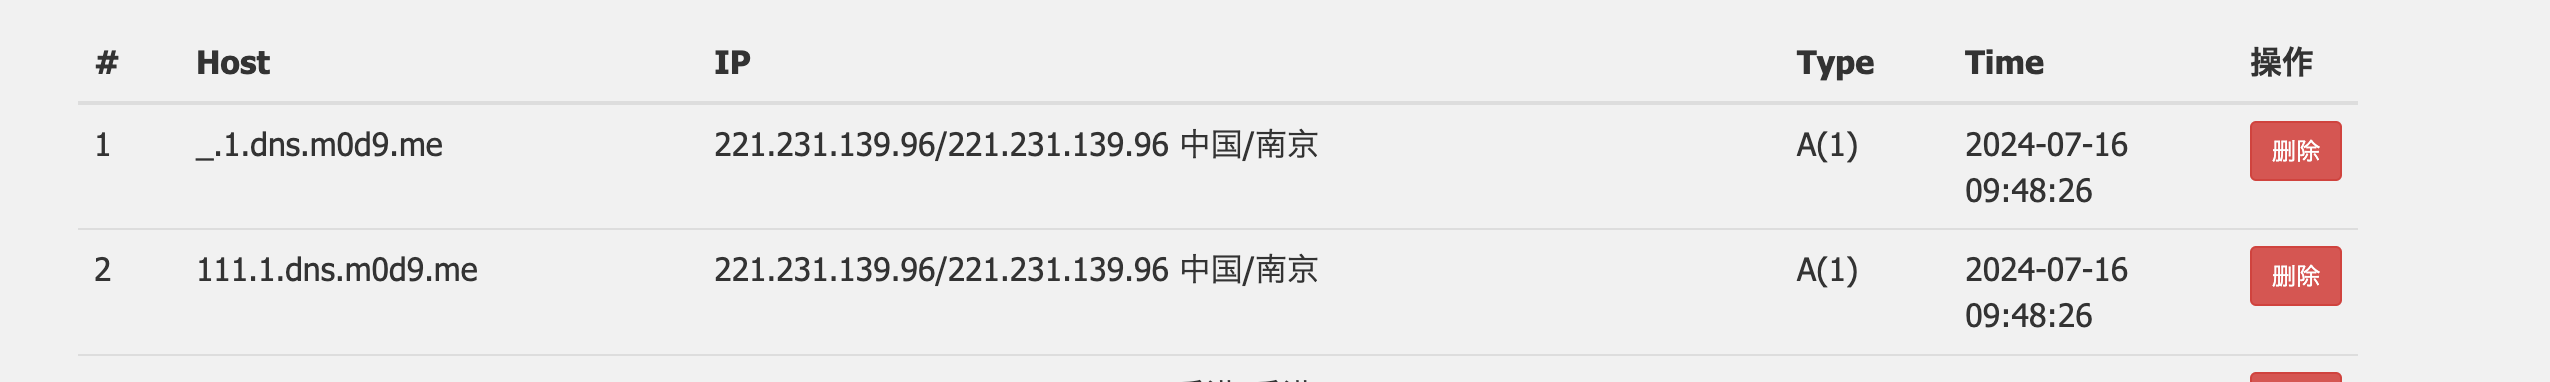 # Host IP Type Time 操作
1 _.1.dns.m0d9.me 221.231.139.96/221.231.139.96 中国/南京 A(1) 2024-07-16 删除
09:48:26
2 111.1.dns.m0d9.me 221.231.139.96/221.231.139.96 中国/南京 A(1) 2024-07-16 删除
09:48:26